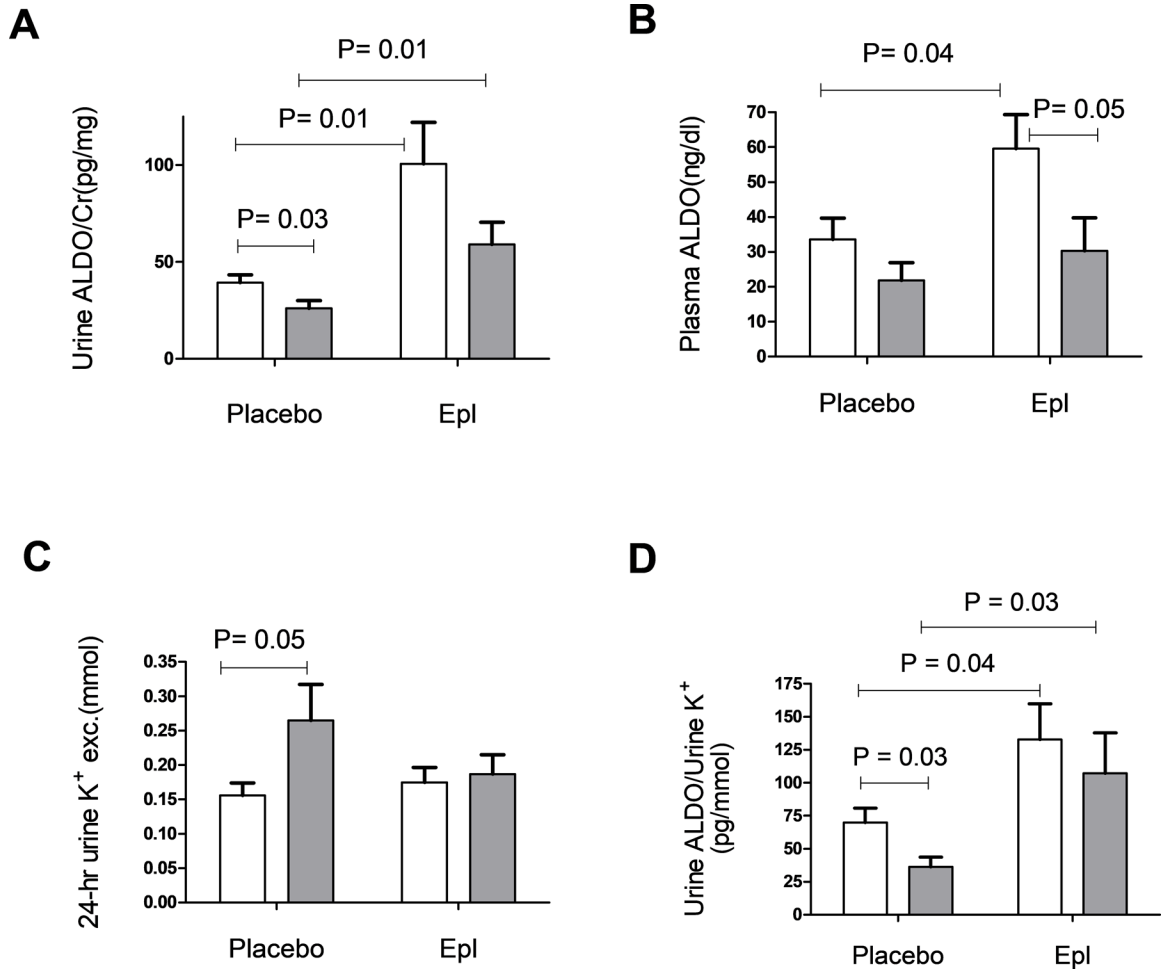 A
P= 0.01
P= 0.01
P= 0.03
Urine ALDO/Cr(pg/mg)
100
50
0
Placebo
Epl
B
P= 0.04
P= 0.05
Plasma ALDO(ng/dl)
70
60
50
40
30
20
10
0
Placebo
Epl
C
P= 0.05
24-hr urine K⁺ exc.(mmol)
0.35
0.30
0.25
0.20
0.15
0.10
0.05
0.00
Placebo
Epl
D
P = 0.03
P = 0.04
P = 0.03
Urine ALDO/Urine K⁺
(pg/mmol)
175
150
125
100
75
50
25
0
Placebo
Epl